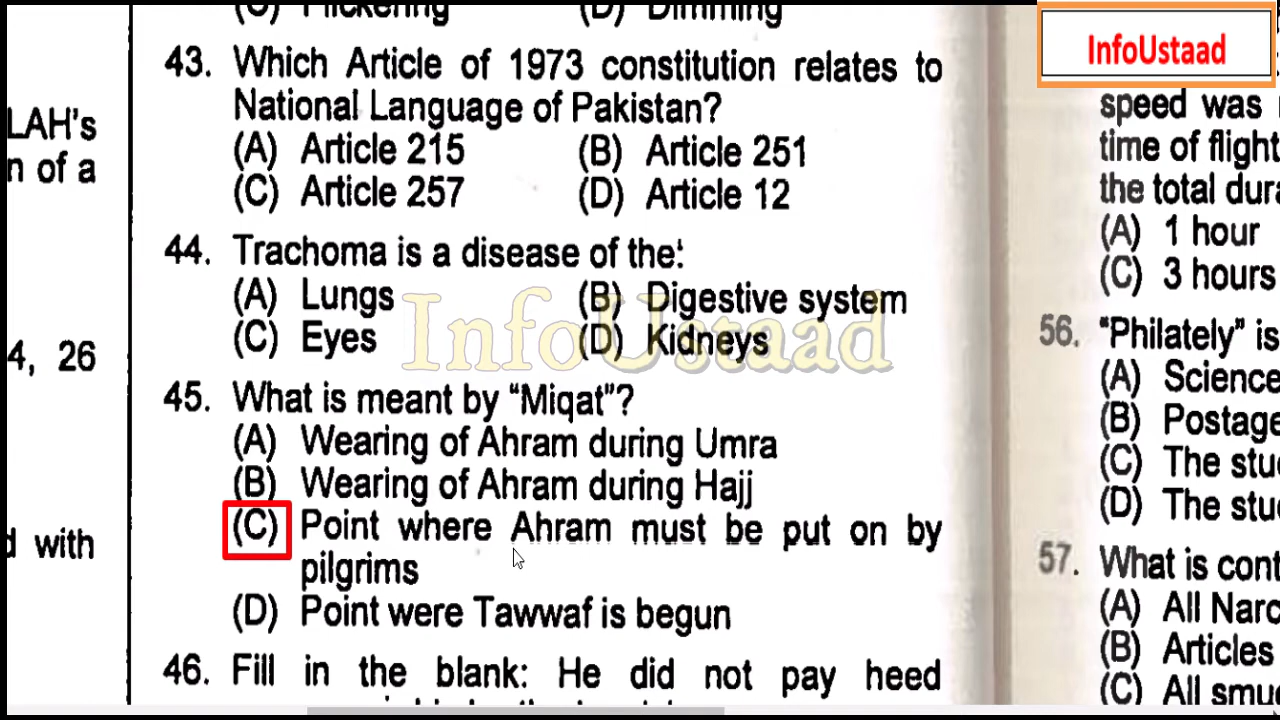 (C) Flickering (D) Dimming
43. Which Article of 1973 constitution relates to
National Language of Pakistan?
(A) Article 215 (B) Article 251
(C) Article 257 (D) Article 12
44. Trachoma is a disease of the:
(A) Lungs (B) Digestive system
(C) Eyes (D) Kidneys
45. What is meant by “Miqat”?
(A) Wearing of Ahram during Umra
(B) Wearing of Ahram during Hajj
(C) Point where Ahram must be put on by
pilgrims
(D) Point were Tawwaf is begun
46. Fill in the blank: He did not pay heed
LAH's
n of a
4, 26
d with
InfoUstaad
speed was
time of flight
the total dura
(A) 1 hour
(C) 3 hours
56. “Philately” is
(A) Science
(B) Postage
(C) The stu
(D) The stu
57. What is cont
(A) All Narc
(B) Articles
(C) All smu
InfoUstaad